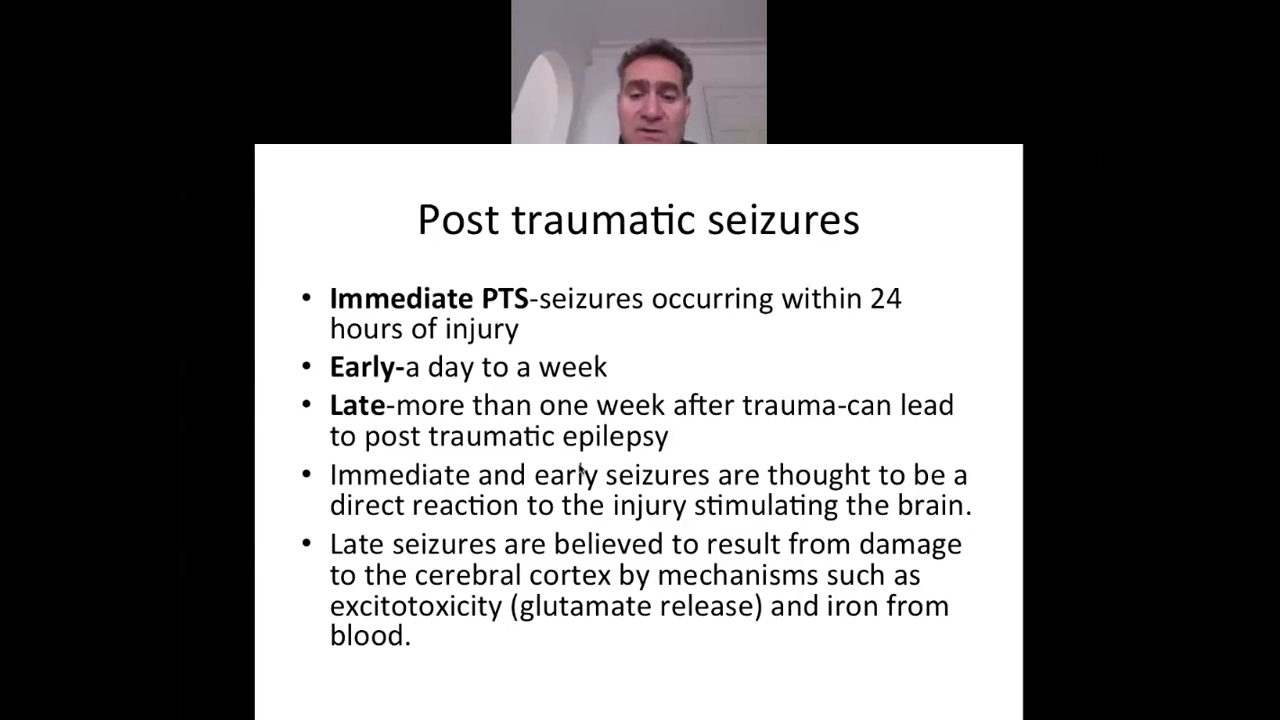 Post traumatic seizures
• Immediate PTS-seizures occurring within 24
hours of injury
• Early-a day to a week
• Late-more than one week after trauma-can lead
to post traumatic epilepsy
• Immediate and early seizures are thought to be a
direct reaction to the injury stimulating the brain.
• Late seizures are believed to result from damage
to the cerebral cortex by mechanisms such as
excitotoxicity (glutamate release) and iron from
blood.